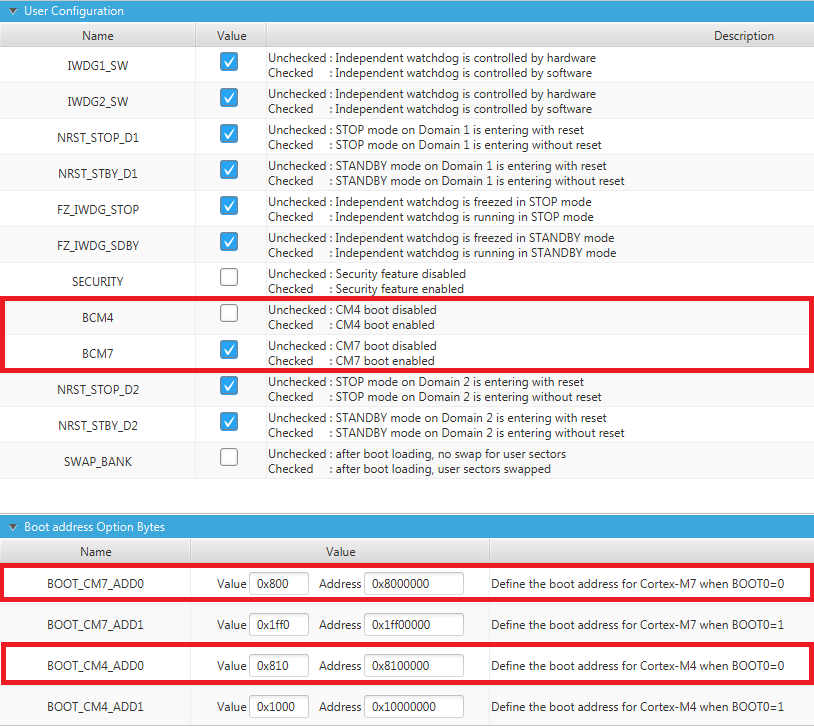 User Configuration
Name Value Description
IWDG1_SW
Unchecked : Independent watchdog is controlled by hardware
Checked : Independent watchdog is controlled by software
IWDG2_SW
Unchecked : Independent watchdog is controlled by hardware
Checked : Independent watchdog is controlled by software
NRST_STOP_D1
Unchecked : STOP mode on Domain 1 is entering with reset
Checked : STOP mode on Domain 1 is entering without reset
NRST_STBY_D1
Unchecked : STANDBY mode on Domain 1 is entering with reset
Checked : STANDBY mode on Domain 1 is entering without reset
FZ_IWDG_STOP
Unchecked : Independent watchdog is freezed in STOP mode
Checked : Independent watchdog is running in STOP mode
FZ_IWDG_SDBY
Unchecked : Independent watchdog is freezed in STANDBY mode
Checked : Independent watchdog is running in STANDBY mode
SECURITY
Unchecked : Security feature disabled
Checked : Security feature enabled
BCM4
Unchecked : CM4 boot disabled
Checked : CM4 boot enabled
BCM7
Unchecked : CM7 boot disabled
Checked : CM7 boot enabled
NRST_STOP_D2
Unchecked : STOP mode on Domain 2 is entering with reset
Checked : STOP mode on Domain 2 is entering without reset
NRST_STBY_D2
Unchecked : STANDBY mode on Domain 2 is entering with reset
Checked : STANDBY mode on Domain 2 is entering without reset
SWAP_BANK
Unchecked : after boot loading, no swap for user sectors
Checked : after boot loading, user sectors swapped
Boot address Option Bytes
Name Value
BOOT_CM7_ADD0 Value 0x800 Address 0x8000000 Define the boot address for Cortex-M7 when BOOT0=0
BOOT_CM7_ADD1 Value 0x1ff0 Address 0x1ff00000 Define the boot address for Cortex-M7 when BOOT0=1
BOOT_CM4_ADD0 Value 0x810 Address 0x8100000 Define the boot address for Cortex-M4 when BOOT0=0
BOOT_CM4_ADD1 Value 0x1000 Address 0x10000000 Define the boot address for Cortex-M4 when BOOT0=1